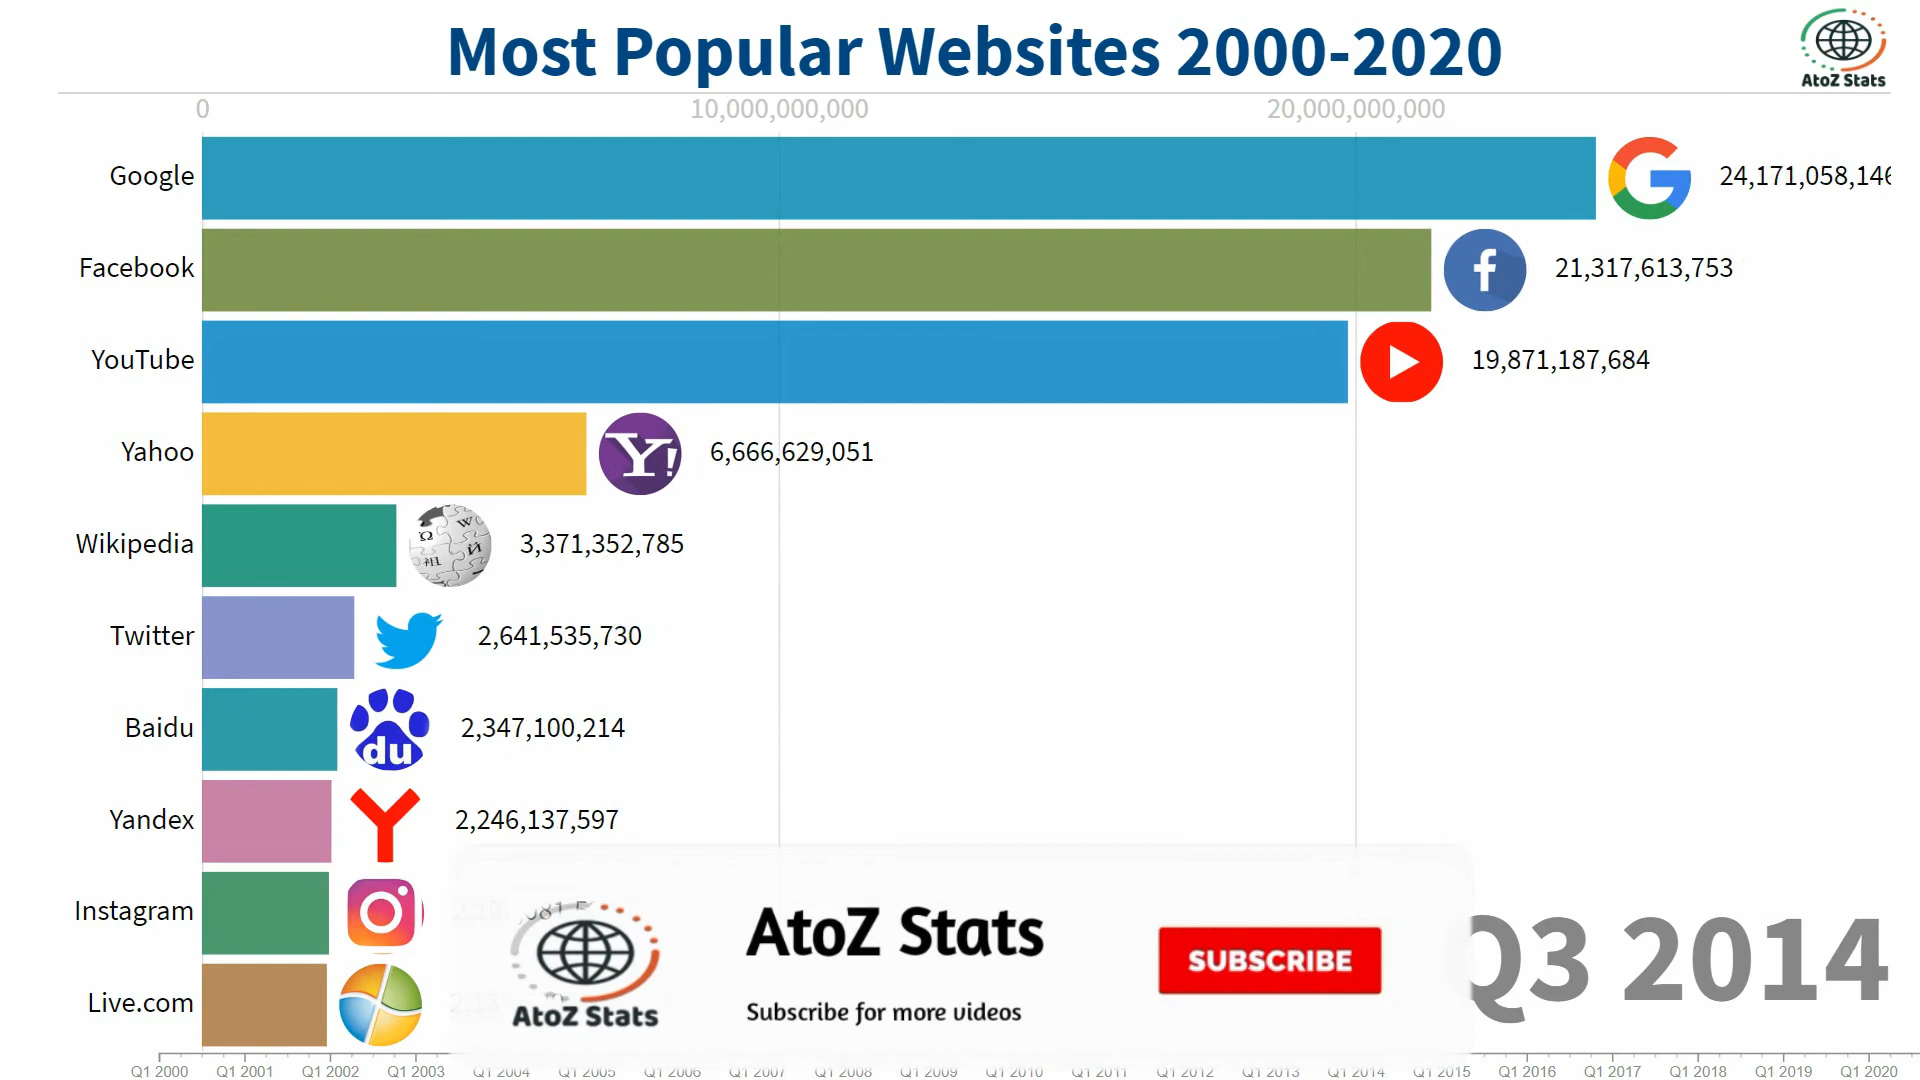 Most Popular Websites 2000-2020
AtoZ Stats
0 10,000,000,000 20,000,000,000
Google 24,171,058,146
Facebook 21,317,613,753
YouTube 19,871,187,684
Yahoo Y! 6,666,629,051
Wikipedia 3,371,352,785
Twitter 2,641,535,730
Baidu du 2,347,100,214
Yandex 2,246,137,597
Instagram
Live.com
AtoZ Stats
AtoZ Stats
Subscribe for more videos
SUBSCRIBE
Q3 2014
Q1 2000 Q1 2001 Q1 2002 Q1 2003 Q1 2004 Q1 2005 Q1 2006 Q1 2007 Q1 2008 Q1 2009 Q1 2010 Q1 2011 Q1 2012 Q1 2013 Q1 2014 Q1 2015 Q1 2016 Q1 2017 Q1 2018 Q1 2019 Q1 2020